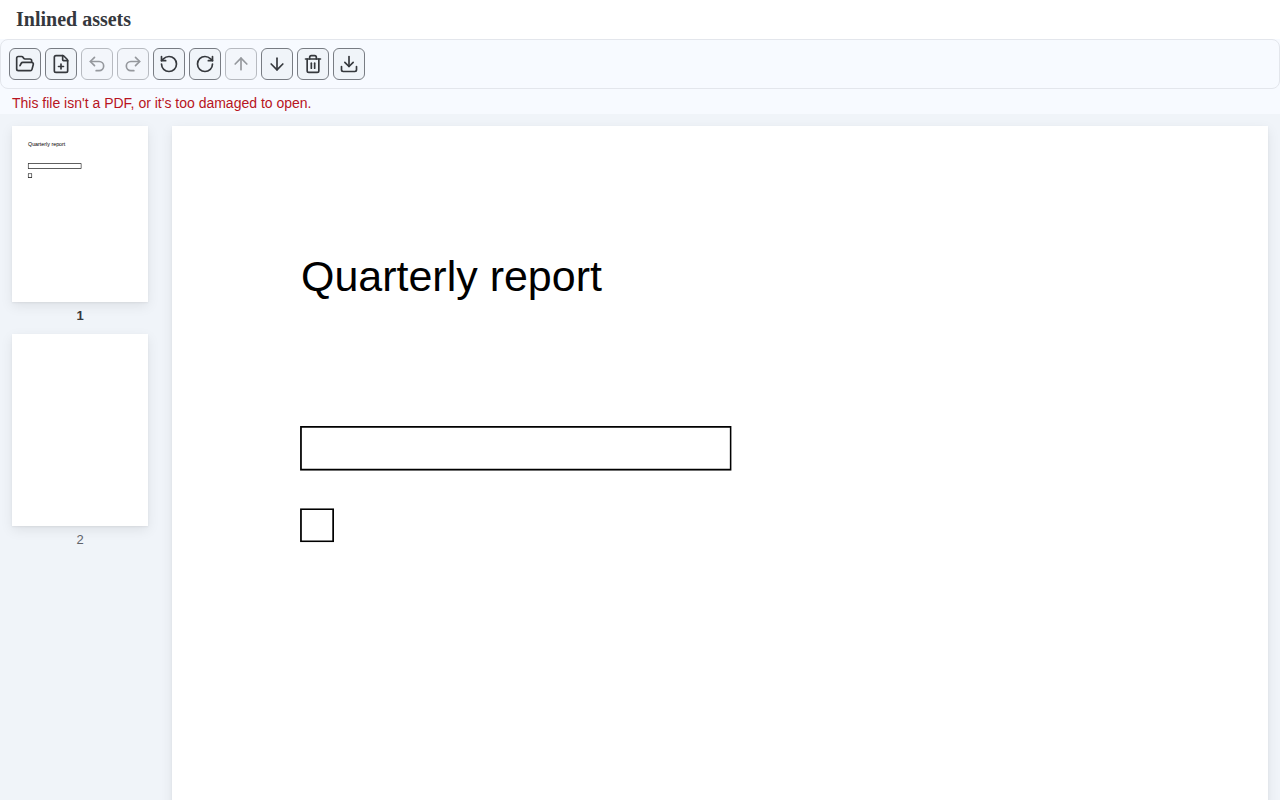 Inlined assets
This file isn't a PDF, or it's too damaged to open.
Quarterly report
1
2
Quarterly report